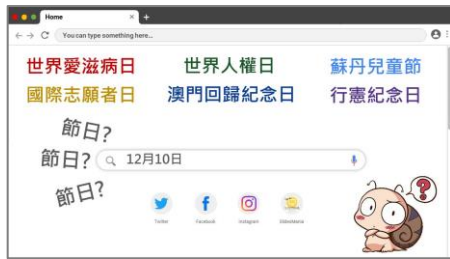 Home
You can type something here...
世界愛滋病日 世界人權日 蘇丹兒童節
國際志願者日 澳門回歸紀念日 行憲紀念日
節日?
節日? 12月10日
節日?
Twitter Facebook Instagram SlidesMania
?